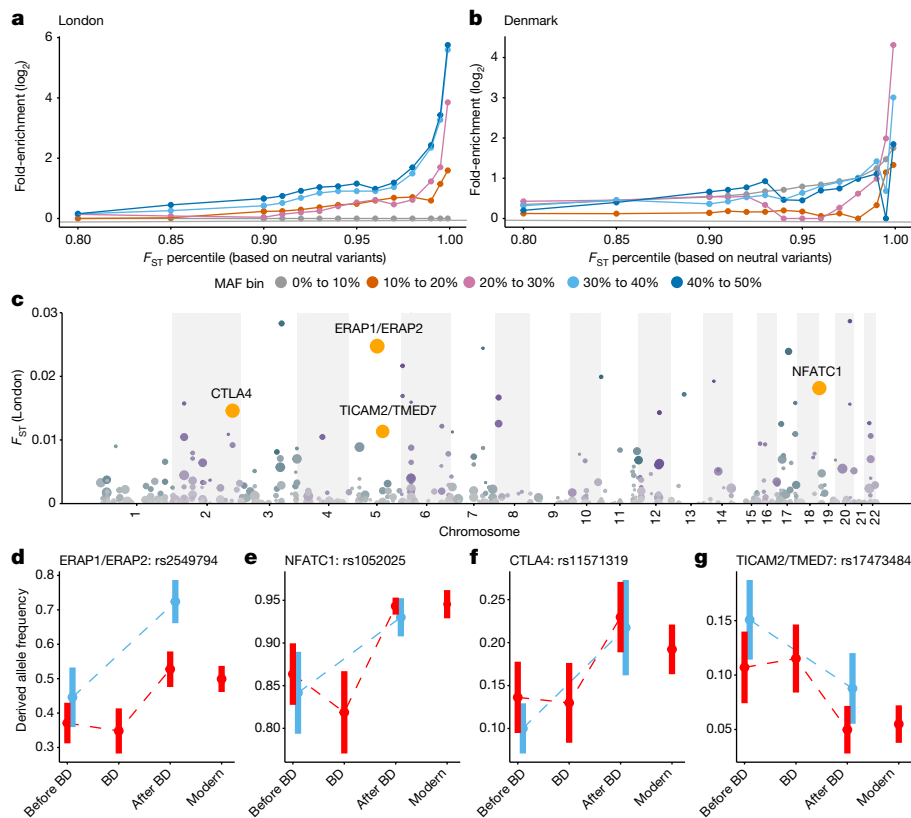 a London
b Denmark
Fold-enrichment (log2)
6
4
2
0
0.80 0.85 0.90 0.95 1.00
FST percentile (based on neutral variants)
Fold-enrichment (log2)
4
3
2
1
0
0.80 0.85 0.90 0.95 1.00
FST percentile (based on neutral variants)
MAF bin 0% to 10% 10% to 20% 20% to 30% 30% to 40% 40% to 50%
c
FST (London)
0.03
0.02
0.01
0
ERAP1/ERAP2
CTLA4
TICAM2/TMED7
NFATC1
1 2 3 4 5 6 7 8 9 10 11 12 13 14 15 16 17 18 19 20 21 22
Chromosome
d ERAP1/ERAP2: rs2549794
Derived allele frequency
0.8
0.7
0.6
0.5
0.4
0.3
Before BD BD After BD Modern
e NFATC1: rs1052025
0.95
0.90
0.85
0.80
Before BD BD After BD Modern
f CTLA4: rs11571319
0.25
0.20
0.15
0.10
Before BD BD After BD Modern
g TICAM2/TMED7: rs17473484
0.15
0.10
0.05
Before BD BD After BD Modern